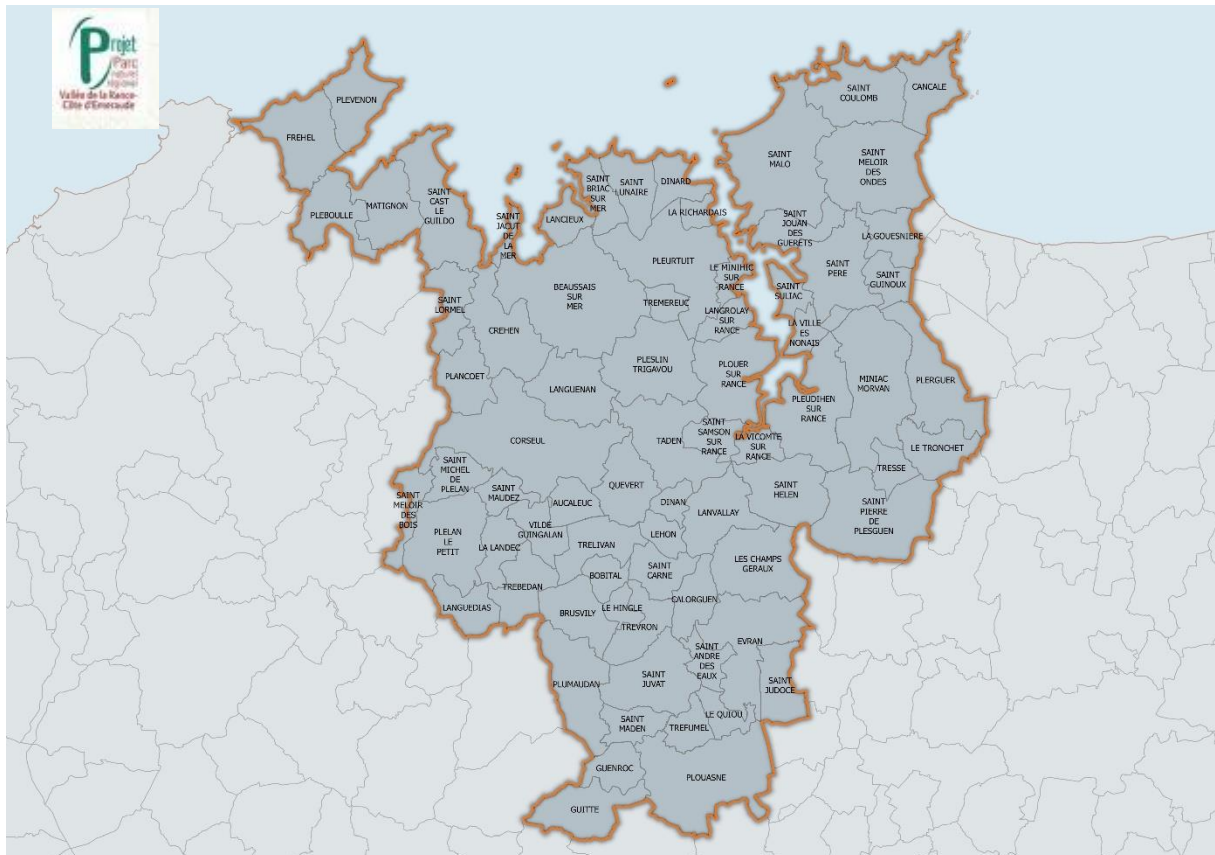 Projet
Parc
naturel
régional
Vallée de la Rance-
Côte d'Emeraude
PLEVENON
FREHEL
SAINT
COULOMB
CANCALE
SAINT
MALO
SAINT
MELOIR
DES
ONDES
PLEBOULLE
MATIGNON
SAINT
CAST
LE
GUILDO
SAINT
JACUT
DE LA
MER
LANCIEUX
SAINT
BRIAC
SUR
MER
SAINT
LUNAIRE
DINARD
LA RICHARDAIS
SAINT
JOUAN
DES
GUERETS
LA GOUESNIERE
PLEURTUIT
LE MINIHIC
SUR
RANCE
SAINT
PERE
SAINT
GUINOUX
SAINT
SULIAC
BEAUSSAIS
SUR
MER
TREMEREUC
LANGROLAY
SUR
RANCE
LA VILLE
ES
NONAIS
SAINT
LORMEL
CREHEN
PLESLIN
TRIGAVOU
PLOUER
SUR
RANCE
PLANCOET
LANGUENAN
PLEUDIHEN
SUR
RANCE
MINIAC
MORVAN
PLERGUER
CORSEUL
TADEN
SAINT
SAMSON
SUR
RANCE
LA VICOMTE
SUR
RANCE
LE TRONCHET
TRESSE
SAINT
MICHEL
DE
PLELAN
SAINT
MAUDEZ
QUEVERT
SAINT
HELEN
SAINT
MELOIR
DES
BOIS
AUCALEUC
DINAN
LANVALLAY
SAINT
PIERRE
DE
PLESGUEN
PLELAN
LE
PETIT
LA LANDEC
VILDE
GUINGALAN
TRELIVAN
LEHON
LES CHAMPS
GERAUX
TREBEDAN
BOBITAL
SAINT
CARNE
LANGUEDIAS
BRUSVILY
LE HINGLE
TREVRON
CALORGUEN
EVRAN
SAINT
ANDRE
DES
EAUX
PLUMAUDAN
SAINT
JUVAT
SAINT
JUDOCE
SAINT
MADEN
TREFUMEL
LE QUIOU
GUENROC
PLOUASNE
GUITTE